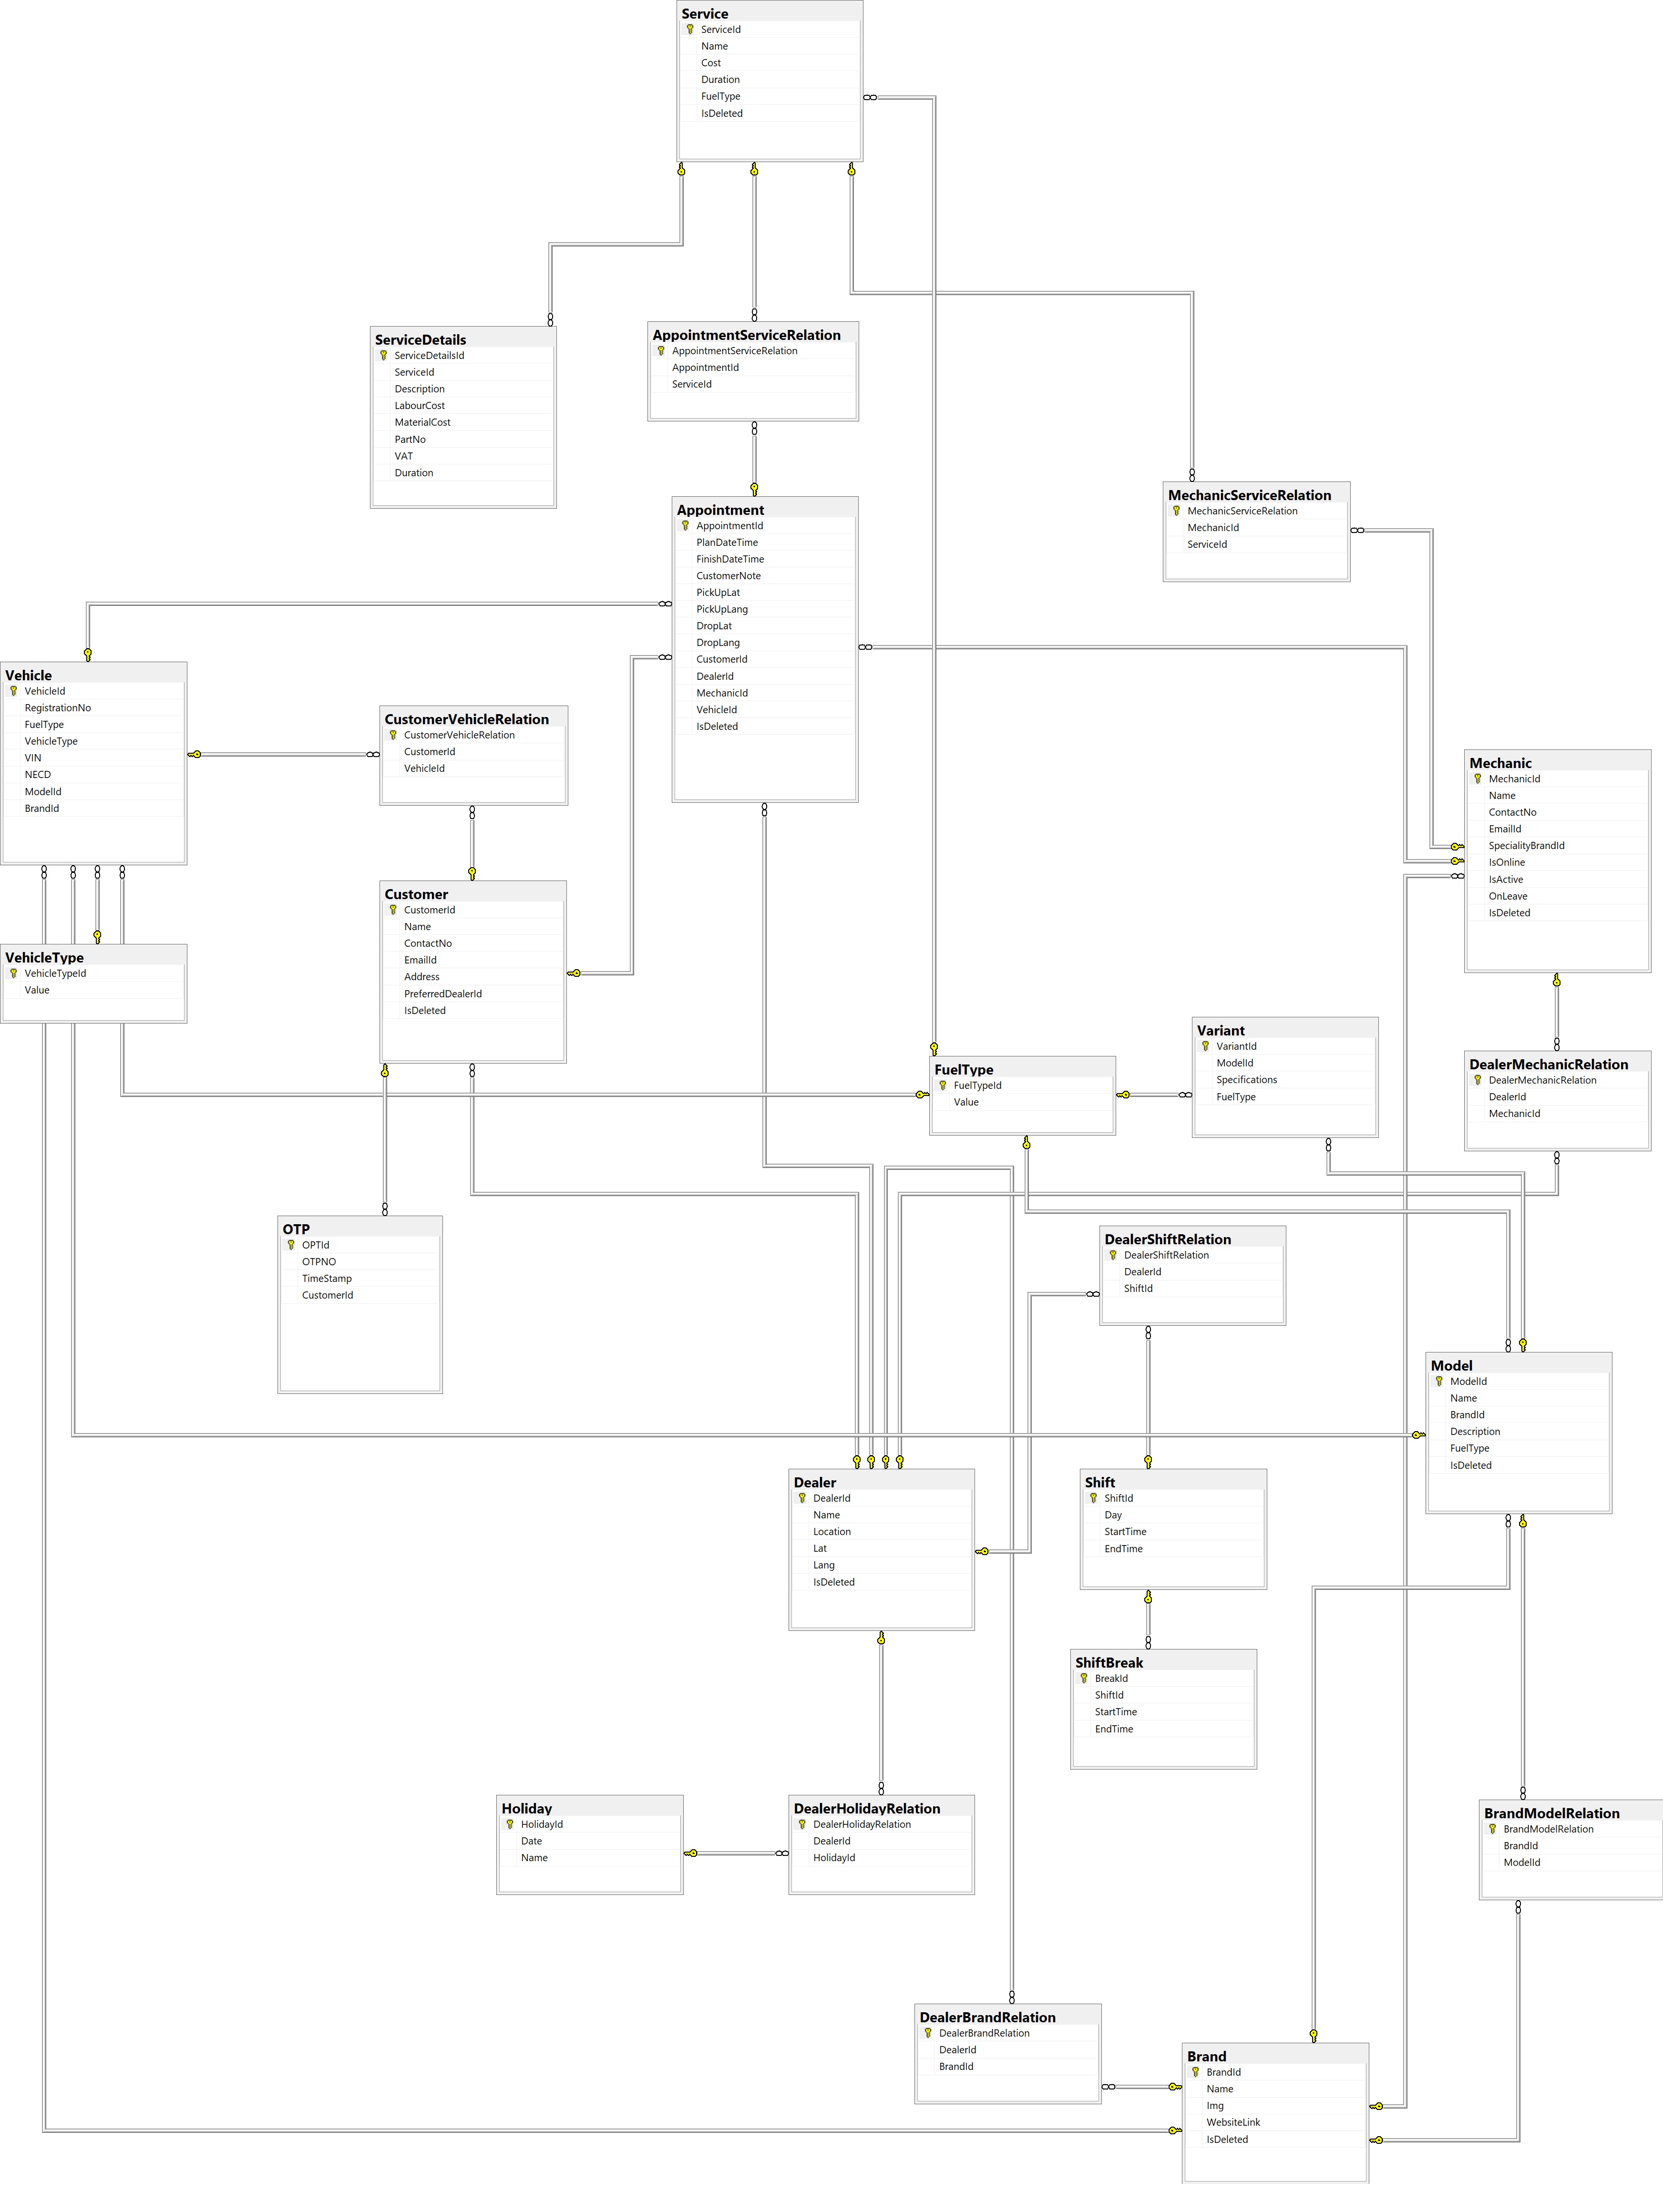 Service
ServiceId
Name
Cost
Duration
FuelType
IsDeleted
ServiceDetails
ServiceDetailsId
ServiceId
Description
LabourCost
MaterialCost
PartNo
VAT
Duration
AppointmentServiceRelation
AppointmentServiceRelation
AppointmentId
ServiceId
MechanicServiceRelation
MechanicServiceRelation
MechanicId
ServiceId
Appointment
AppointmentId
PlanDateTime
FinishDateTime
CustomerNote
PickUpLat
PickUpLang
DropLat
DropLang
CustomerId
DealerId
MechanicId
VehicleId
IsDeleted
Vehicle
VehicleId
RegistrationNo
FuelType
VehicleType
VIN
NECD
ModelId
BrandId
CustomerVehicleRelation
CustomerVehicleRelation
CustomerId
VehicleId
Mechanic
MechanicId
Name
ContactNo
EmailId
SpecialityBrandId
IsOnline
IsActive
OnLeave
IsDeleted
Customer
CustomerId
Name
ContactNo
EmailId
Address
PreferredDealerId
IsDeleted
VehicleType
VehicleTypeId
Value
FuelType
FuelTypeId
Value
Variant
VariantId
ModelId
Specifications
FuelType
DealerMechanicRelation
DealerMechanicRelation
DealerId
MechanicId
OTP
OPTId
OTPNO
TimeStamp
CustomerId
DealerShiftRelation
DealerShiftRelation
DealerId
ShiftId
Model
ModelId
Name
BrandId
Description
FuelType
IsDeleted
Dealer
DealerId
Name
Location
Lat
Lang
IsDeleted
Shift
ShiftId
Day
StartTime
EndTime
ShiftBreak
BreakId
ShiftId
StartTime
EndTime
Holiday
HolidayId
Date
Name
DealerHolidayRelation
DealerHolidayRelation
DealerId
HolidayId
BrandModelRelation
BrandModelRelation
BrandId
ModelId
DealerBrandRelation
DealerBrandRelation
DealerId
BrandId
Brand
BrandId
Name
Img
WebsiteLink
IsDeleted